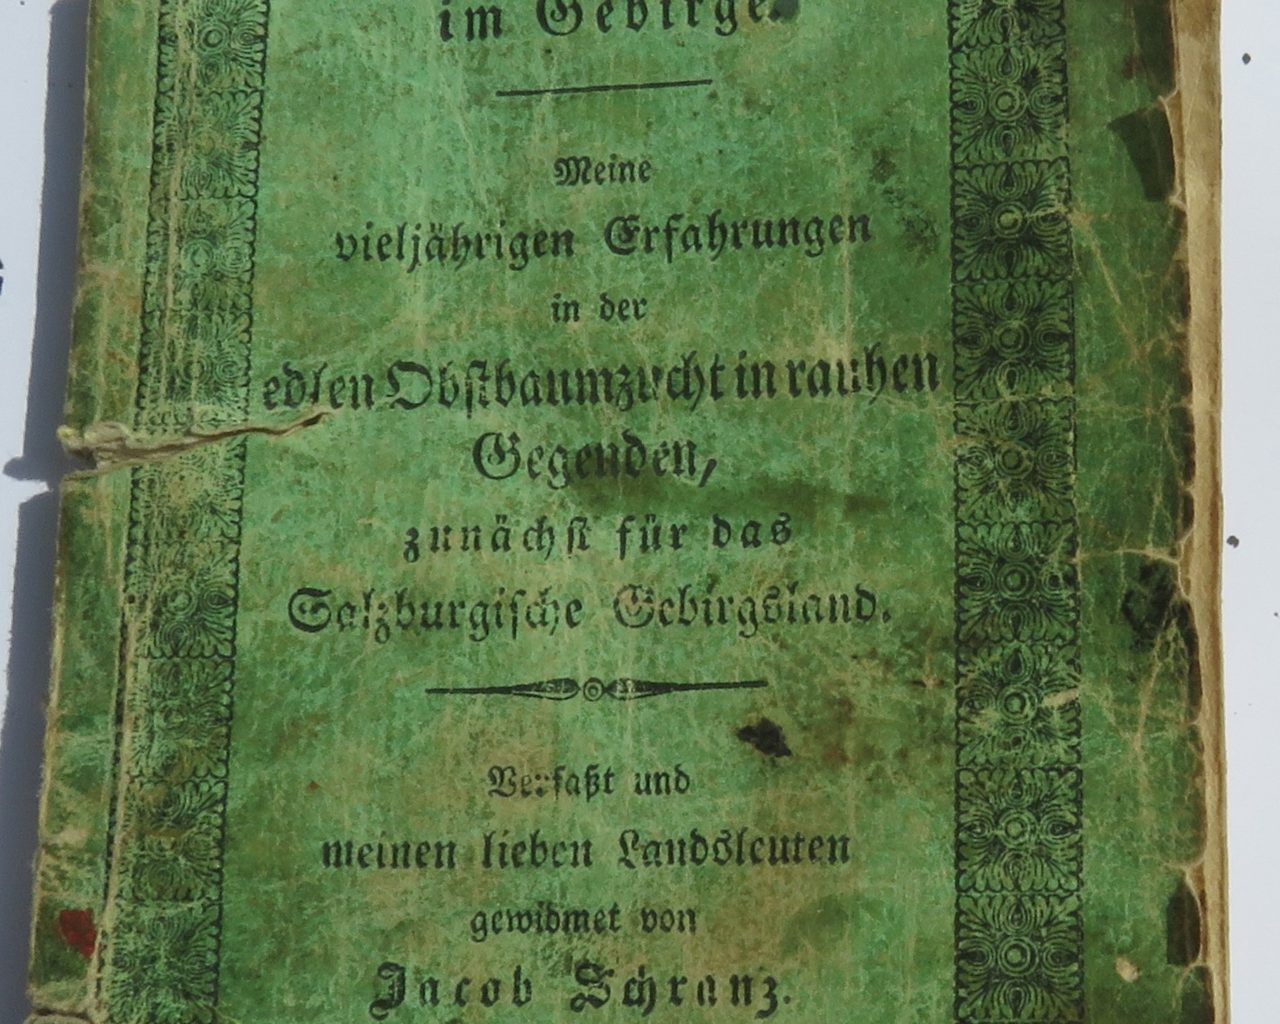 im Gebirge.
Meine
vieljährigen Erfahrungen
in der
edlen Obstbaumzucht in rauhen
Gegenden,
zunächst für das
Salzburgische Gebirgsland.
Verfaßt und
meinen lieben Landsleuten
gewidmet von
Jacob Schranz.